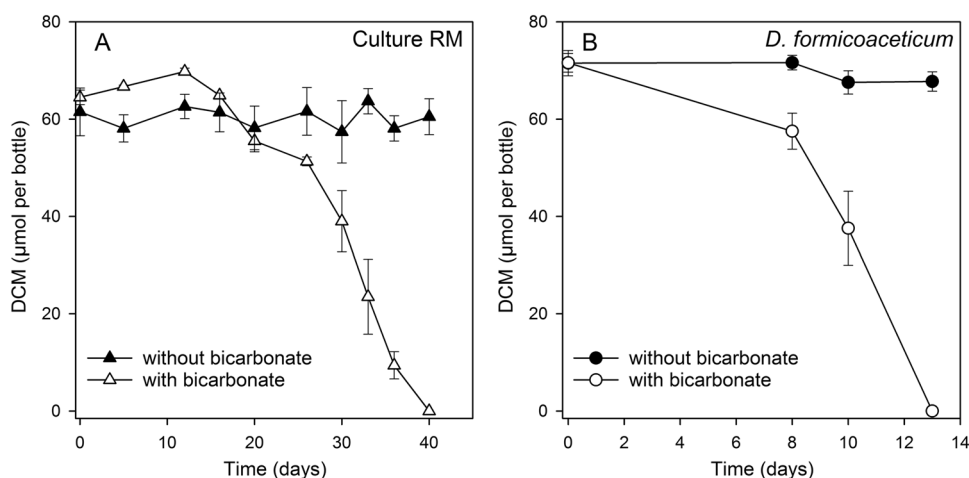 A
Culture RM
DCM (μmol per bottle)
80
60
40
20
0
without bicarbonate
with bicarbonate
0 10 20 30 40
Time (days)
B
D. formicoaceticum
DCM (μmol per bottle)
80
60
40
20
0
without bicarbonate
with bicarbonate
0 2 4 6 8 10 12 14
Time (days)